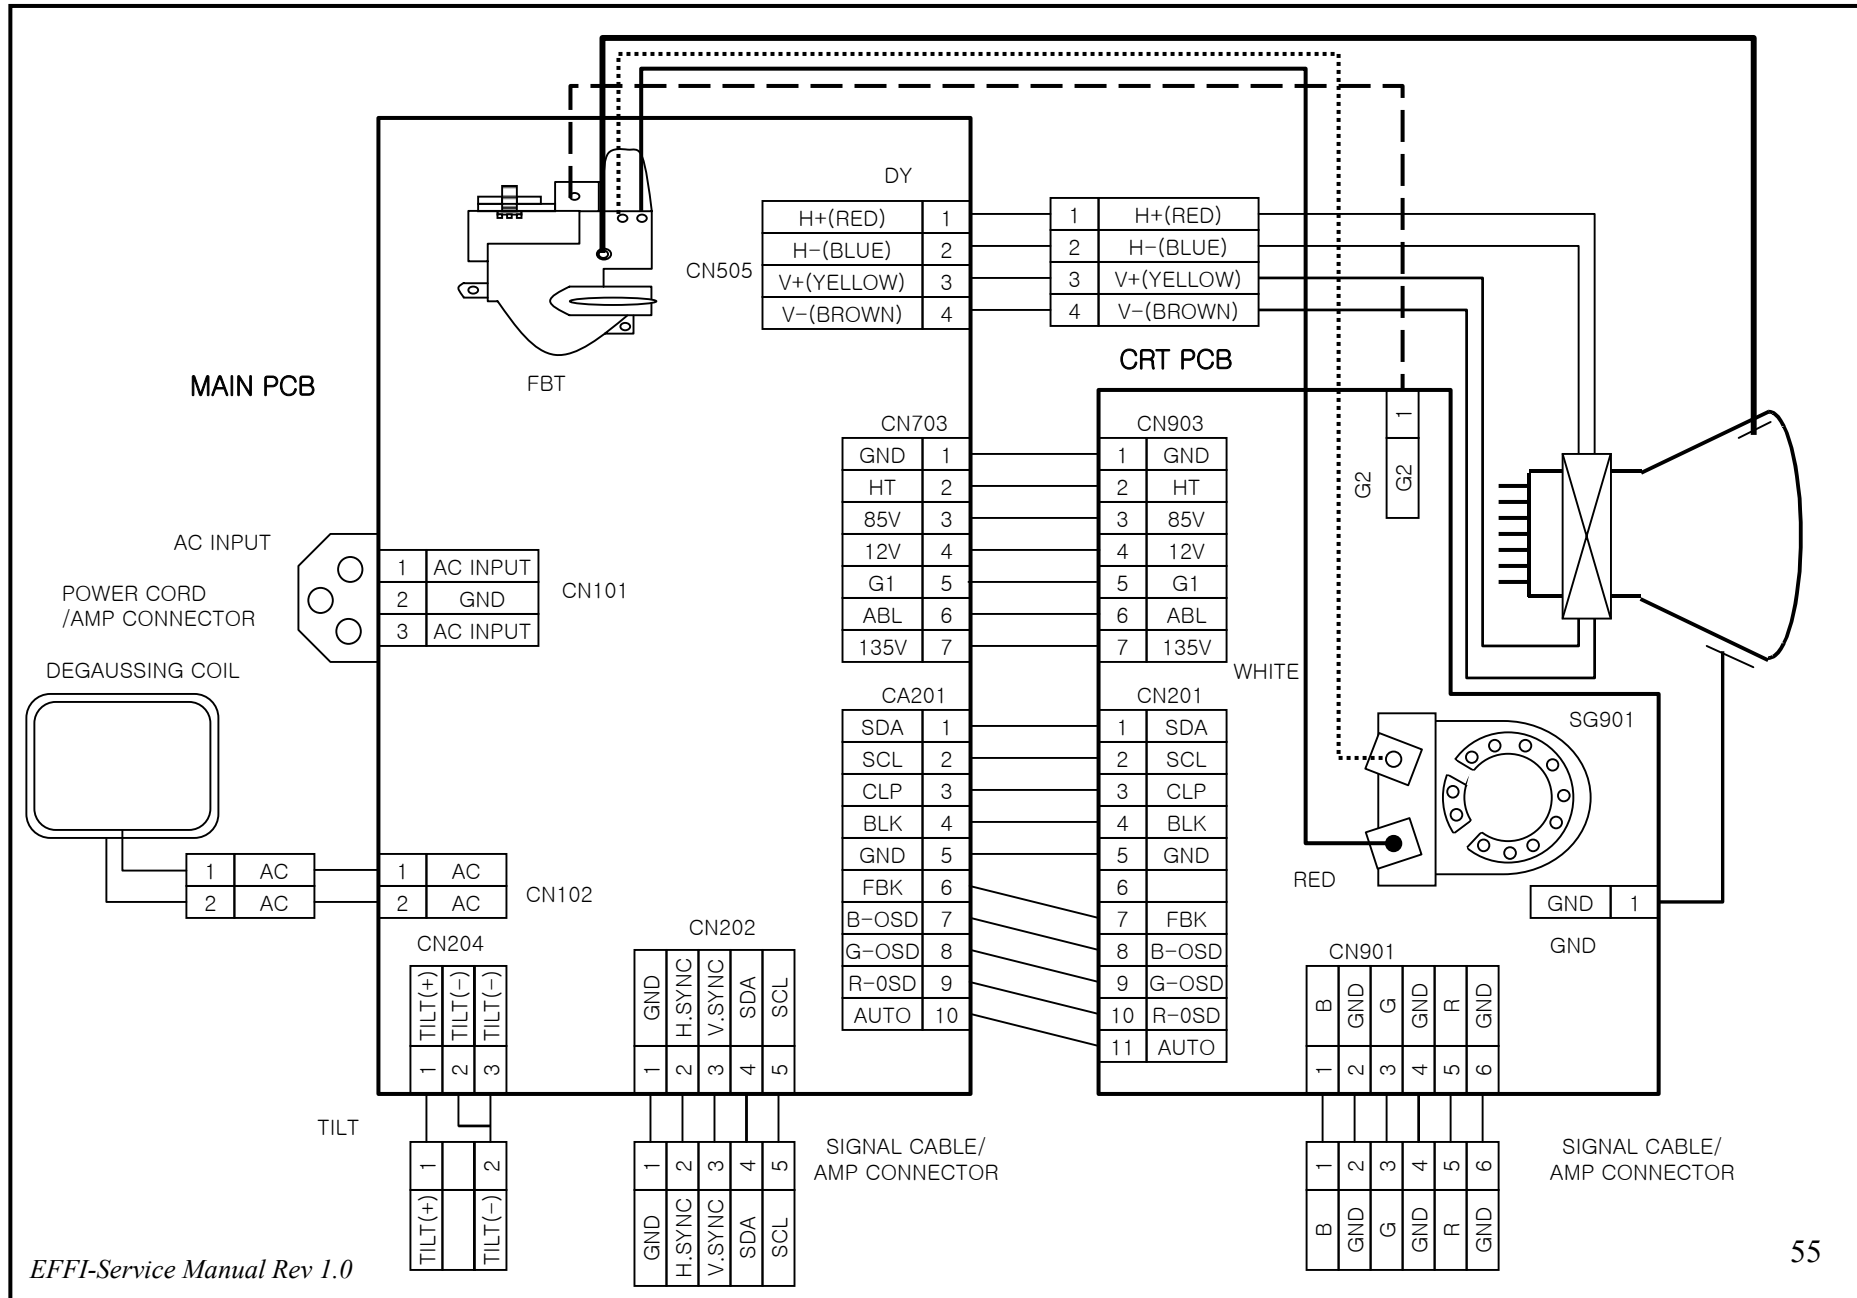 DY
CN505
H+(RED) 1
H-(BLUE) 2
V+(YELLOW) 3
V-(BROWN) 4
1 H+(RED)
2 H-(BLUE)
3 V+(YELLOW)
4 V-(BROWN)
MAIN PCB
FBT
CRT PCB
CN703
GND 1
HT 2
85V 3
12V 4
G1 5
ABL 6
135V 7
CN903
1 GND
2 HT
3 85V
4 12V
5 G1
6 ABL
7 135V
G2
G2 1
AC INPUT
POWER CORD
/AMP CONNECTOR
1 AC INPUT
2 GND
3 AC INPUT
CN101
DEGAUSSING COIL
1 AC
2 AC
1 AC
2 AC
CN102
CA201
SDA 1
SCL 2
CLP 3
BLK 4
GND 5
FBK 6
B-OSD 7
G-OSD 8
R-0SD 9
AUTO 10
WHITE
CN201
1 SDA
2 SCL
3 CLP
4 BLK
5 GND
6
7 FBK
8 B-OSD
9 G-OSD
10 R-0SD
11 AUTO
SG901
RED
GND 1
GND
CN204
TILT(+) 1
TILT(-) 2
TILT(-) 3
TILT
1 TILT(+)
2 TILT(-)
CN202
GND 1
H.SYNC 2
V.SYNC 3
SDA 4
SCL 5
1 GND
2 H.SYNC
3 V.SYNC
4 SDA
5 SCL
SIGNAL CABLE/
AMP CONNECTOR
CN901
B 1
GND 2
G 3
GND 4
R 5
GND 6
1 B
2 GND
3 G
4 GND
5 R
6 GND
SIGNAL CABLE/
AMP CONNECTOR
EFFI-Service Manual Rev 1.0
55